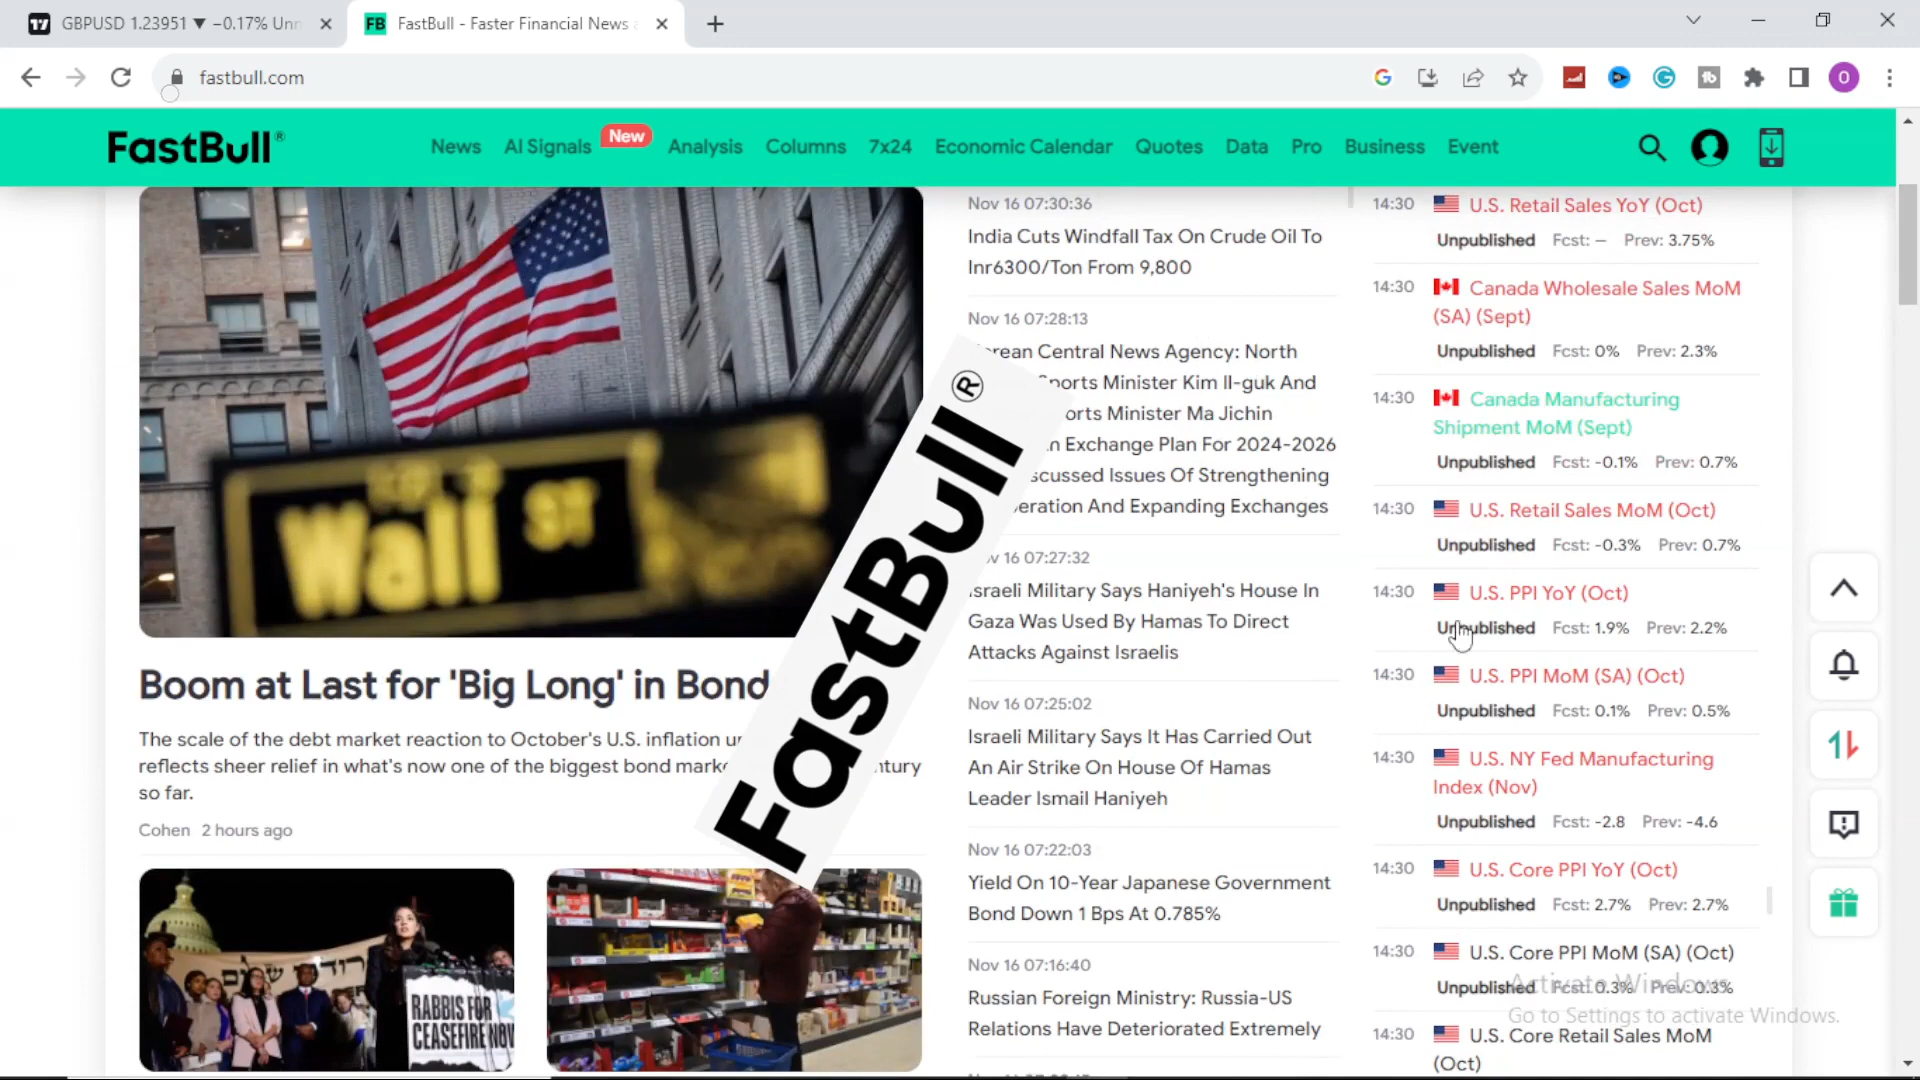 GBPUSD 1.23951 ▼ −0.17% Unn
FastBull - Faster Financial News
fastbull.com
FastBull®
News
AI Signals
New
Analysis
Columns
7x24
Economic Calendar
Quotes
Data
Pro
Business
Event
Wall ST
Boom at Last for 'Big Long' in Bond
The scale of the debt market reaction to October's U.S. inflation
reflects sheer relief in what's now one of the biggest bond
so far.
Cohen 2 hours ago
RABBIS FOR
CEASEFIRE NOW
FastBull®
Nov 16 07:30:36
India Cuts Windfall Tax On Crude Oil To
Inr6300/Ton From 9,800
Nov 16 07:28:13
Central News Agency: North
Minister Kim Il-guk And
Minister Ma Jichin
Exchange Plan For 2024-2026
Issues Of Strengthening
And Expanding Exchanges
07:27:32
Israeli Military Says Haniyeh's House In
Gaza Was Used By Hamas To Direct
Attacks Against Israelis
Nov 16 07:25:02
Israeli Military Says It Has Carried Out
An Air Strike On House Of Hamas
Leader Ismail Haniyeh
Nov 16 07:22:03
Yield On 10-Year Japanese Government
Bond Down 1 Bps At 0.785%
Nov 16 07:16:40
Russian Foreign Ministry: Russia-US
Relations Have Deteriorated Extremely
14:30 U.S. Retail Sales YoY (Oct)
Unpublished Fcst: — Prev: 3.75%
14:30 Canada Wholesale Sales MoM
(SA) (Sept)
Unpublished Fcst: 0% Prev: 2.3%
14:30 Canada Manufacturing
Shipment MoM (Sept)
Unpublished Fcst: -0.1% Prev: 0.7%
14:30 U.S. Retail Sales MoM (Oct)
Unpublished Fcst: -0.3% Prev: 0.7%
14:30 U.S. PPI YoY (Oct)
Unpublished Fcst: 1.9% Prev: 2.2%
14:30 U.S. PPI MoM (SA) (Oct)
Unpublished Fcst: 0.1% Prev: 0.5%
14:30 U.S. NY Fed Manufacturing
Index (Nov)
Unpublished Fcst: -2.8 Prev: -4.6
14:30 U.S. Core PPI YoY (Oct)
Unpublished Fcst: 2.7% Prev: 2.7%
14:30 U.S. Core PPI MoM (SA) (Oct)
Unpublished Fcst: 0.3% Prev: 0.3%
14:30 U.S. Core Retail Sales MoM
(Oct)
Activate Windows
Go to Settings to activate Windows.